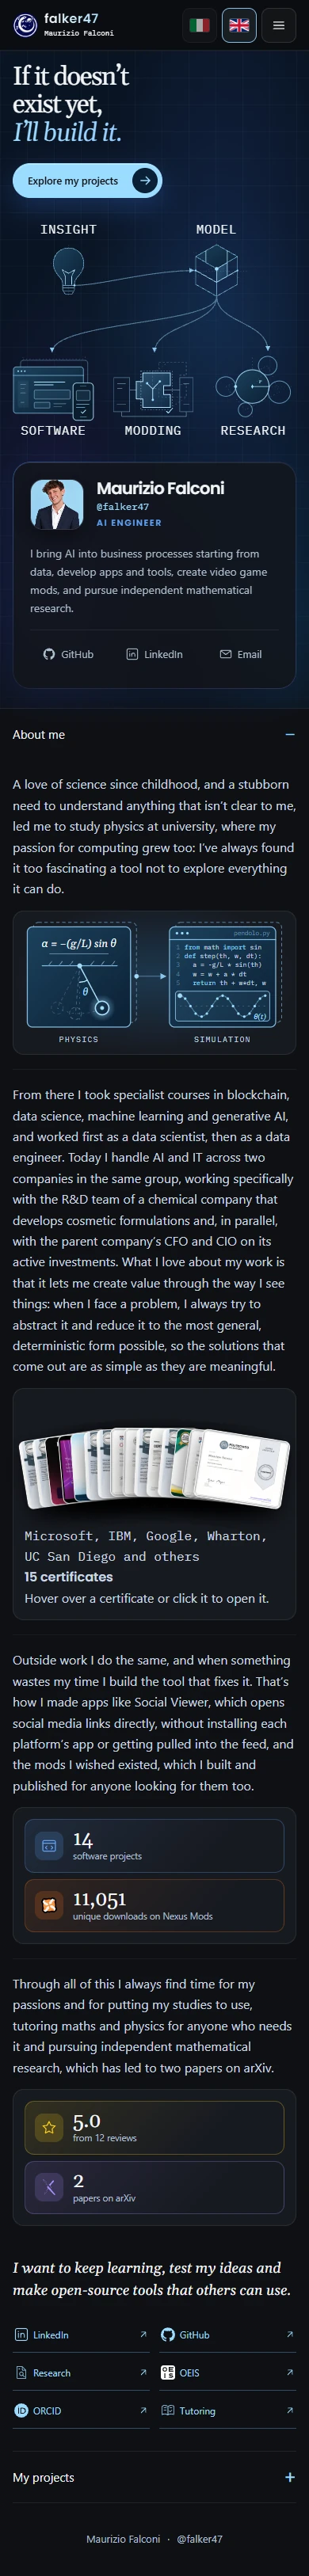 falker47
Maurizio Falconi
If it doesn't
exist yet,
I'll build it.
Explore my projects
INSIGHT
MODEL
SOFTWARE
MODDING
RESEARCH
Maurizio Falconi
@falker47
AI ENGINEER
I bring AI into business processes starting from
data, develop apps and tools, create video game
mods, and pursue independent mathematical
research.
GitHub
LinkedIn
Email
About me
A love of science since childhood, and a stubborn
need to understand anything that isn't clear to me,
led me to study physics at university, where my
passion for computing grew too: I've always found
it too fascinating a tool not to explore everything
it can do.
α = −(g/L) sin θ
θ
PHYSICS
pendolo.py
1 from math import sin
2 def step(th, w, dt):
3 a = -g/L * sin(th)
4 w = w + a * dt
5 return th + w*dt, w
θ(t)
SIMULATION
From there I took specialist courses in blockchain,
data science, machine learning and generative AI,
and worked first as a data scientist, then as a data
engineer. Today I handle AI and IT across two
companies in the same group, working specifically
with the R&D team of a chemical company that
develops cosmetic formulations and, in parallel,
with the parent company's CFO and CIO on its
active investments. What I love about my work is
that it lets me create value through the way I see
things: when I face a problem, I always try to
abstract it and reduce it to the most general,
deterministic form possible, so the solutions that
come out are as simple as they are meaningful.
Microsoft, IBM, Google, Wharton,
UC San Diego and others
15 certificates
Hover over a certificate or click it to open it.
Outside work I do the same, and when something
wastes my time I build the tool that fixes it. That's
how I made apps like Social Viewer, which opens
social media links directly, without installing each
platform's app or getting pulled into the feed, and
the mods I wished existed, which I built and
published for anyone looking for them too.
14
software projects
11,051
unique downloads on Nexus Mods
Through all of this I always find time for my
passions and for putting my studies to use,
tutoring maths and physics for anyone who needs
it and pursuing independent mathematical
research, which has led to two papers on arXiv.
5.0
from 12 reviews
2
papers on arXiv
I want to keep learning, test my ideas and
make open-source tools that others can use.
LinkedIn
GitHub
Research
OEIS
ORCID
Tutoring
My projects
Maurizio Falconi · @falker47